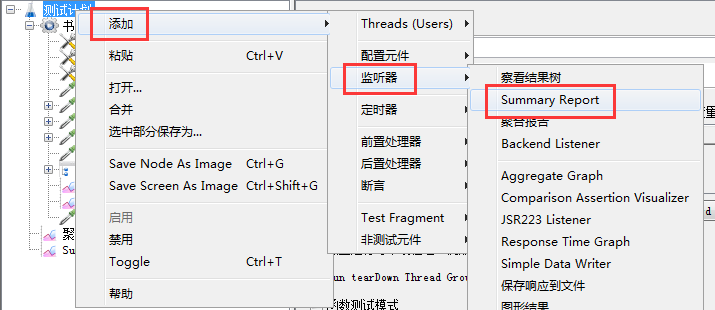 测试计划
书
聚
Su
添加
粘贴 Ctrl+V
打开...
合并
选中部分保存为...
Save Node As Image Ctrl+G
Save Screen As Image Ctrl+Shift+G
启用
禁用
Toggle Ctrl+T
帮助
Threads (Users)
配置元件
监听器
定时器
前置处理器
后置处理器
断言
Test Fragment
非测试元件
察看结果树
Summary Report
聚合报告
Backend Listener
Aggregate Graph
Comparison Assertion Visualizer
JSR223 Listener
Response Time Graph
Simple Data Writer
保存响应到文件
图形结果
un tearDown Thread Grou
函数测试模式